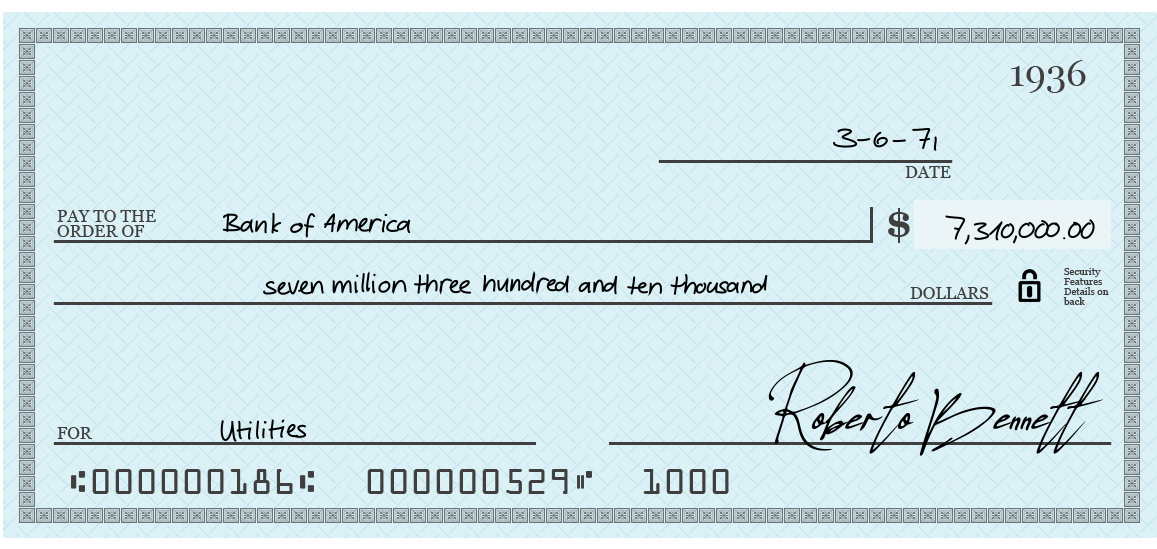 1936
3-6-71
DATE
PAY TO THE
ORDER OF Bank of America $ 7,310,000.00
seven million three hundred and ten thousand DOLLARS
Security
Features
Details on
back
FOR Utilities Roberto Bennett
⑆000000186⑆ 000000529⑈ 1000